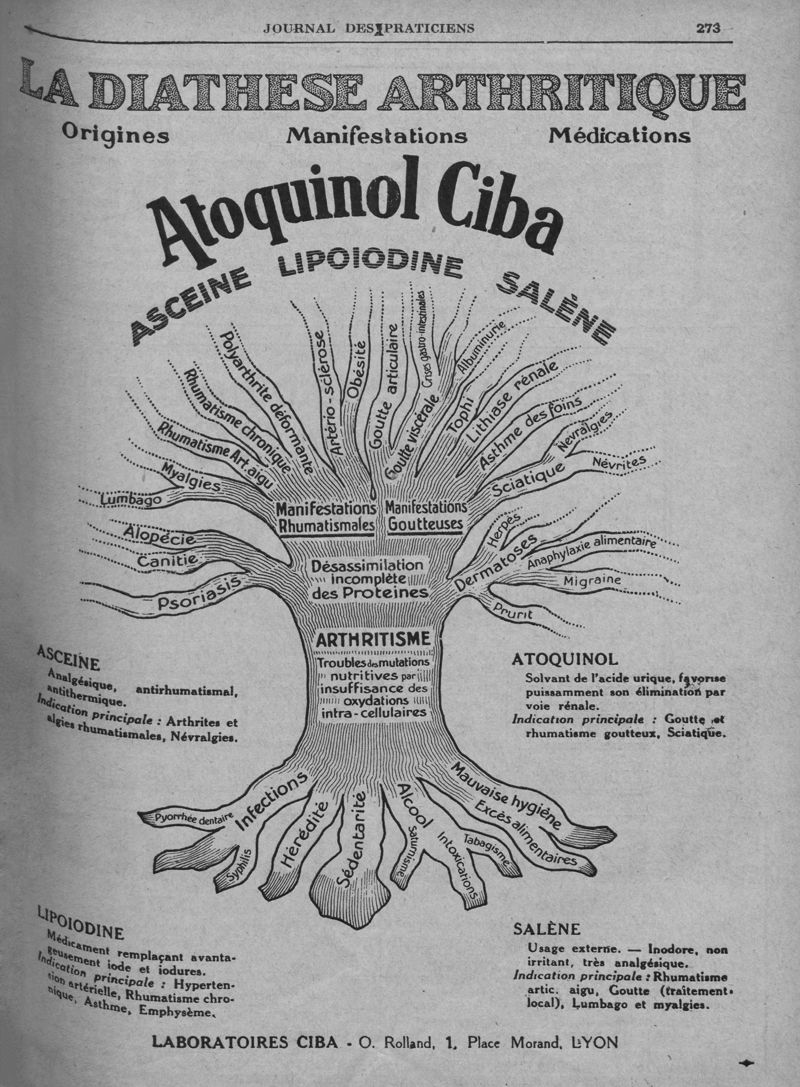 JOURNAL DES PRATICIENS
273
LA DIATHESE ARTHRITIQUE
Origines Manifestations Médications
Atoquinol Ciba
ASCEINE LIPOIODINE SALÈNE
Polyarthrite déformante
Rhumatisme chronique
Rhumatisme Art. aigu
Myalgies
Lumbago
Artério-sclérose
Obésité
Goutte articulaire
Goutte viscérale
Crises gastro-intestinales
Albuminurie
Tophi
Lithiase rénale
Asthme des foins
Sciatique
Nevralgies
Névrites
Manifestations
Rhumatismales
Manifestations
Goutteuses
Alopécie
Canitie
Psoriasis
Dermatoses
Herpès
Anaphylaxie alimentaire
Migraine
Prurit
Désassimilation
incomplète
des Proteines
ARTHRITISME
Troubles des mutations
nutritives par
insuffisance des
oxydations
intra-cellulaires
ASCEINE
Analgésique, antirhumatismal,
antithermique.
Indication principale : Arthrites et
algies rhumatismales, Névralgies.
ATOQUINOL
Solvant de l'acide urique, favorise
puissamment son élimination par
voie rénale.
Indication principale : Goutte et
rhumatisme goutteux, Sciatique.
Infections
Pyorrhée dentaire
Syphilis
Hérédité
Sédentarité
Alcool
Saturnisme
Intoxications
Tabagisme
Mauvaise hygiène
Excès alimentaires
LIPOIODINE
Médicament remplaçant avanta-
geusement iode et iodures.
Indication principale : Hyperten-
tion artérielle, Rhumatisme chro-
nique, Asthme, Emphysème.
SALÈNE
Usage externe. — Inodore, non
irritant, très analgésique.
Indication principale : Rhumatisme
artic. aigu, Goutte (traitement
local), Lumbago et myalgies.
LABORATOIRES CIBA - O. Rolland, 1, Place Morand, LYON